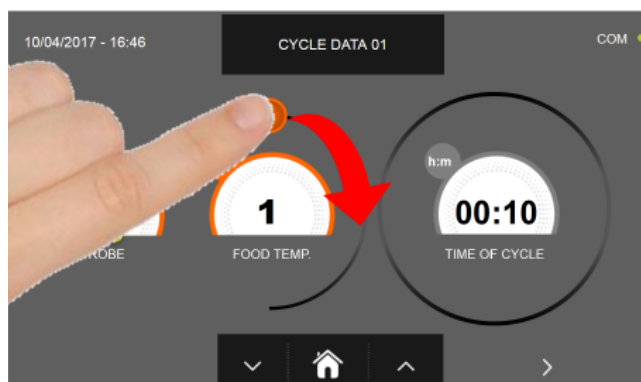 10/04/2017 - 16:46
CYCLE DATA 01
COM
h:m
1
00:10
ROBE
FOOD TEMP.
TIME OF CYCLE